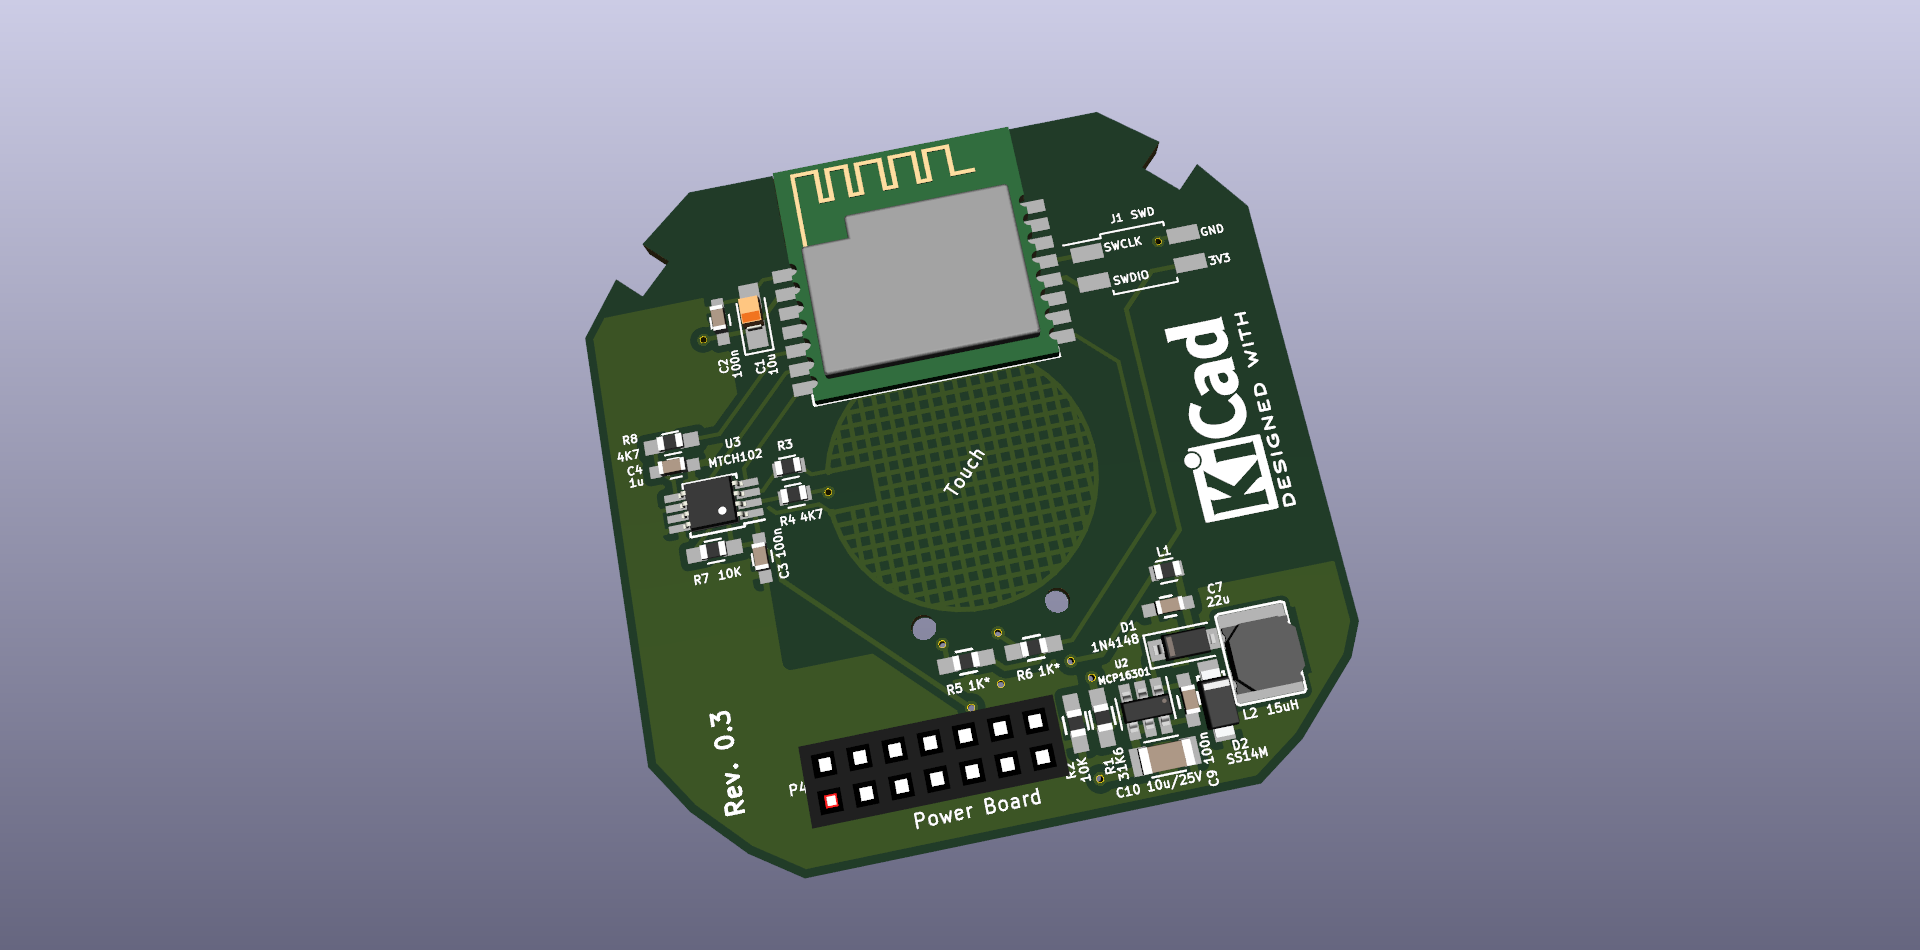 J1 SWD
SWCLK
GND
SWDIO
3V3
C2
100n
C1
10u
KiCad
DESIGNED WITH
R8
4K7
C4
1u
U3
MTCH102
R3
R4 4K7
Touch
R7 10K
C3 100n
L1
C7
22u
D1
1N4148
U2
MCP16301
R5 1K*
R6 1K*
L2 15uH
D2
SS14M
R2
10K
R1
31K6
C9 100n
C10 10u/25V
Rev. 0.3
P4
Power Board